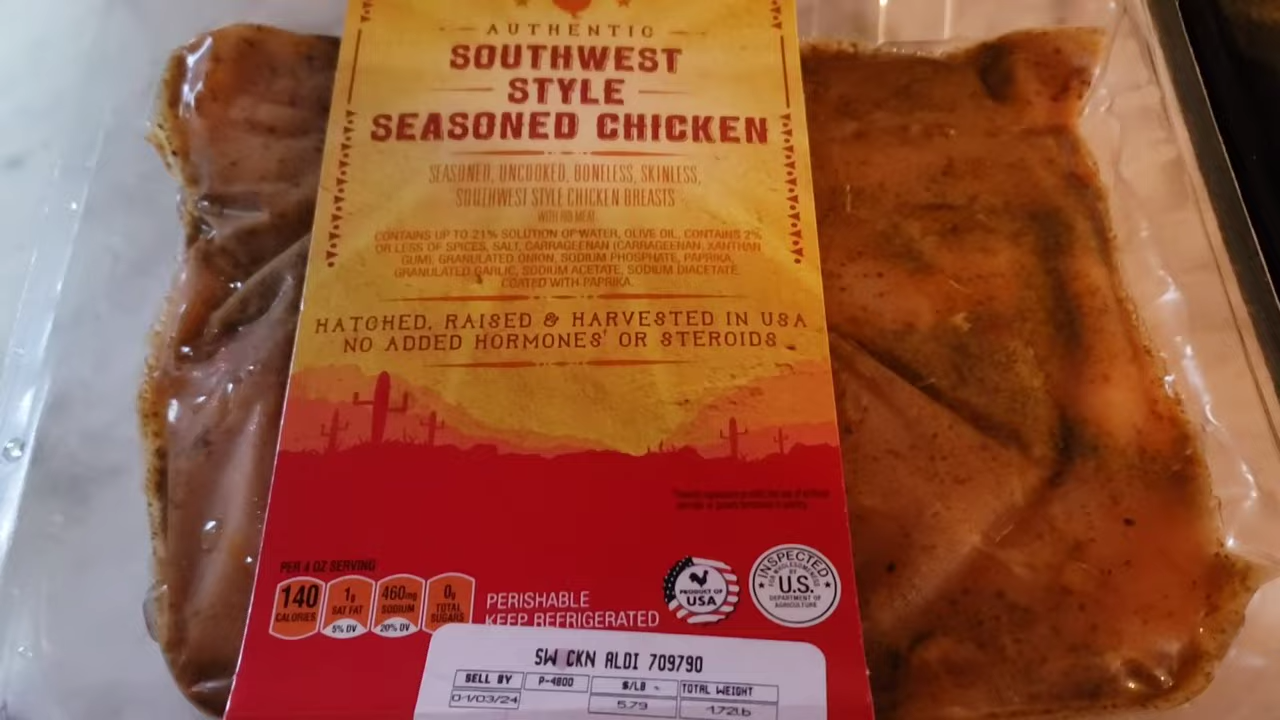 AUTHENTIC
SOUTHWEST
STYLE
SEASONED CHICKEN
SEASONED, UNCOOKED, BONELESS, SKINLESS,
SOUTHWEST STYLE CHICKEN BREASTS
WITH RIB MEAT
CONTAINS UP TO 21% SOLUTION OF WATER, OLIVE OIL, CONTAINS 2%
OR LESS OF SPICES, SALT, CARRAGEENAN (CARRAGEENAN, XANTHAN
GUM), GRANULATED ONION, SODIUM PHOSPHATE, PAPRIKA,
GRANULATED GARLIC, SODIUM ACETATE, SODIUM DIACETATE.
COATED WITH PAPRIKA.
HATCHED, RAISED & HARVESTED IN USA
NO ADDED HORMONES* OR STEROIDS
PER 4 OZ SERVING
140 CALORIES
1g SAT FAT 5% DV
460mg SODIUM 20% DV
0g TOTAL SUGARS
PERISHABLE
KEEP REFRIGERATED
PRODUCT OF USA
INSPECTED FOR WHOLESOMENESS BY U.S. DEPARTMENT OF AGRICULTURE
SW CKN ALDI 709790
SELL BY P-4800 $/LB TOTAL WEIGHT
01/03/24 5.79 1.72lb